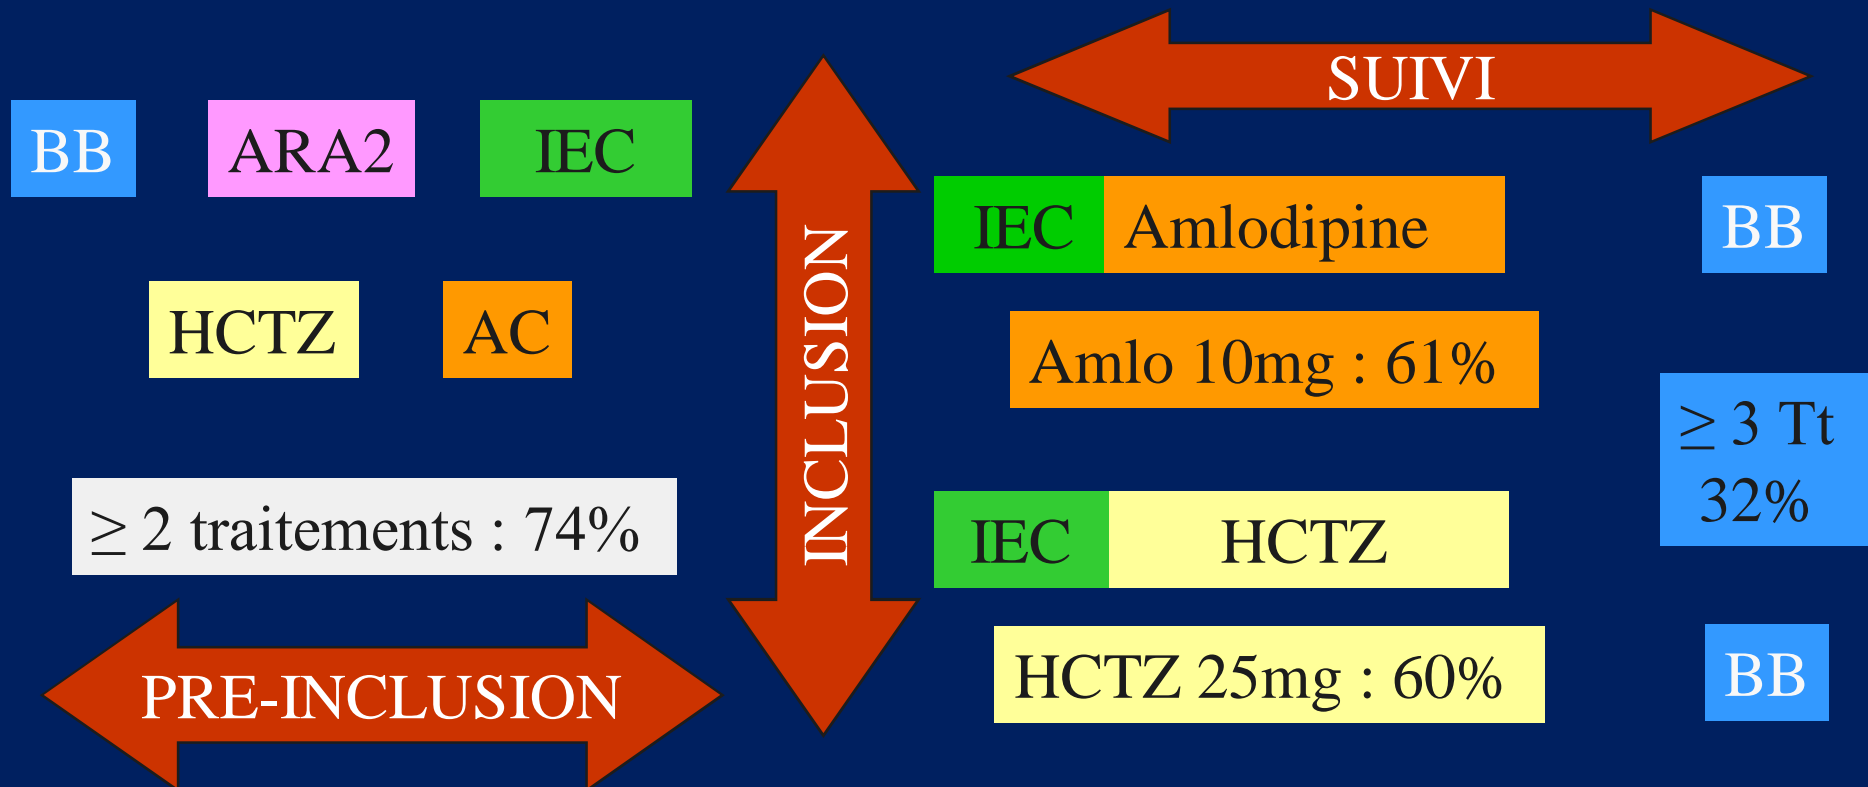 BB
ARA2
IEC
HCTZ
AC
≥ 2 traitements : 74%
PRE-INCLUSION
INCLUSION
SUIVI
IEC Amlodipine
BB
Amlo 10mg : 61%
≥ 3 Tt
32%
IEC HCTZ
HCTZ 25mg : 60%
BB